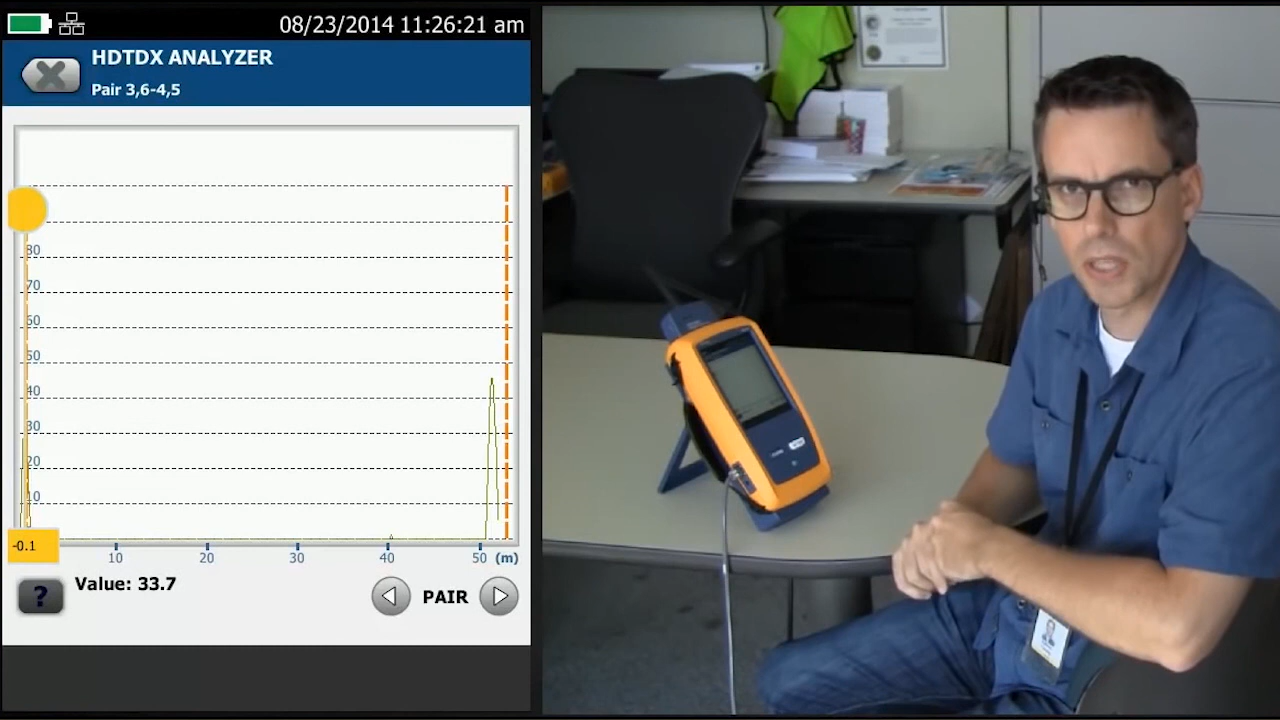 08/23/2014 11:26:21 am
HDTDX ANALYZER
Pair 3,6-4,5
80
70
60
50
40
30
20
10
-0.1
10 20 30 40 50 (m)
Value: 33.7
? PAIR